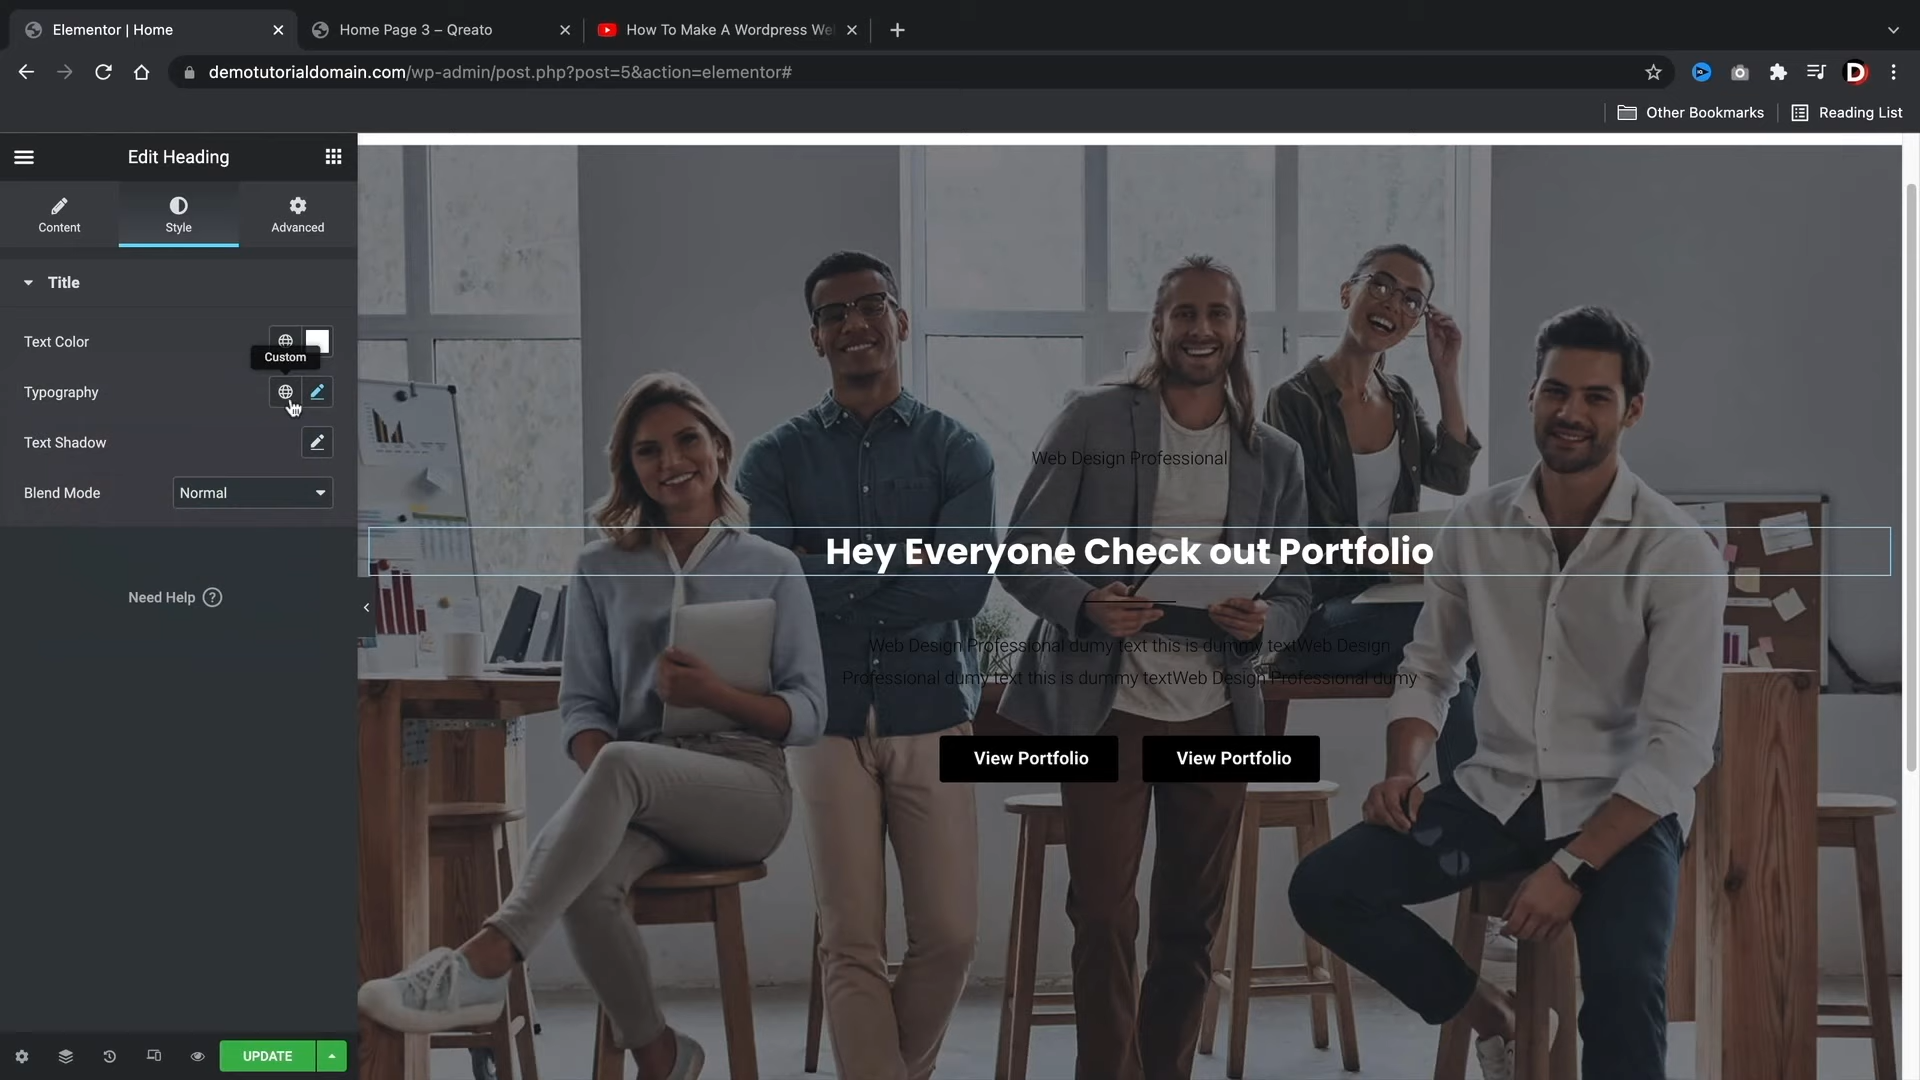 Elementor | Home
Home Page 3 – Qreato
How To Make A Wordpress We
demotutorialdomain.com/wp-admin/post.php?post=5&action=elementor#
Other Bookmarks
Reading List
Edit Heading
Content
Style
Advanced
Title
Text Color
Custom
Typography
Text Shadow
Blend Mode
Normal
Need Help ?
UPDATE
Web Design Professional
Hey Everyone Check out Portfolio
Web Design Professional dumy text this is dummy textWeb Design
Professional dumy text this is dummy textWeb Design Professional dumy
View Portfolio
View Portfolio